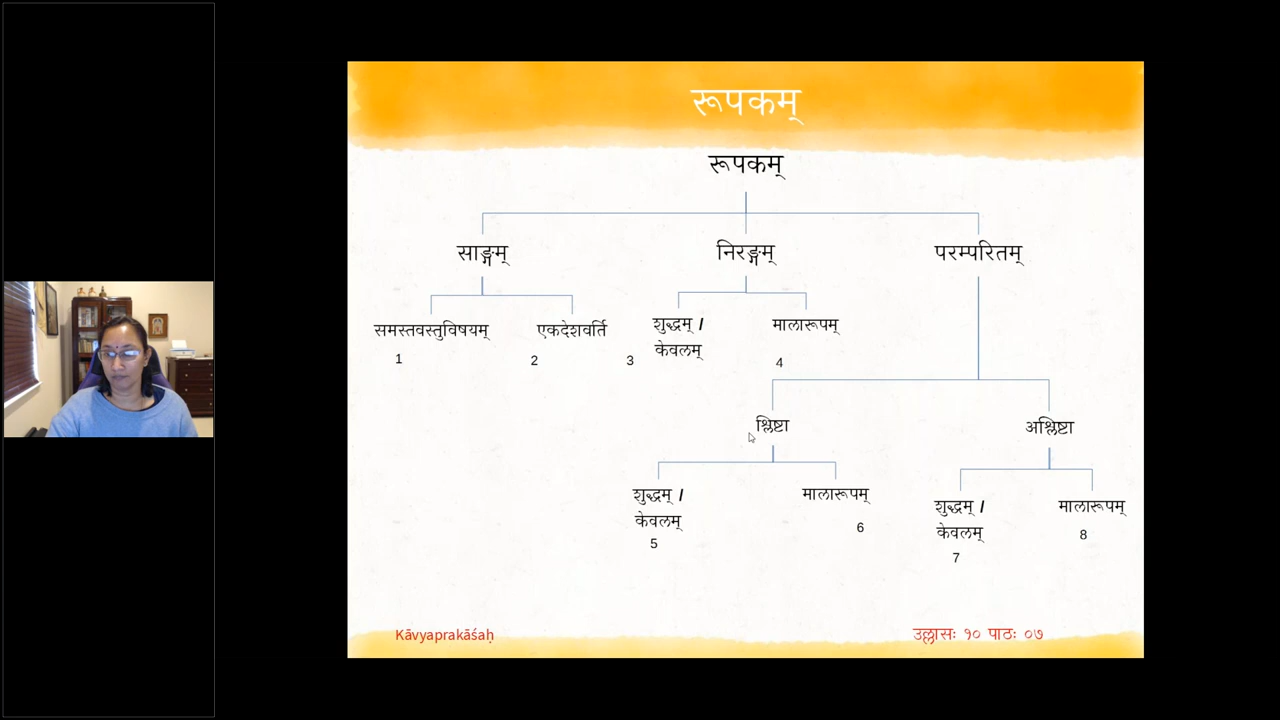 रूपकम्
रूपकम्
साङ्गम्
निरङ्गम्
परम्परितम्
समस्तवस्तुविषयम्
एकदेशवर्ति
शुद्धम् /
केवलम्
मालारूपम्
1
2
3
4
श्लिष्टा
अश्लिष्टा
शुद्धम् /
केवलम्
मालारूपम्
शुद्धम् /
केवलम्
मालारूपम्
5
6
7
8
Kāvyaprakāśaḥ
उल्लासः १० पाठः ०७